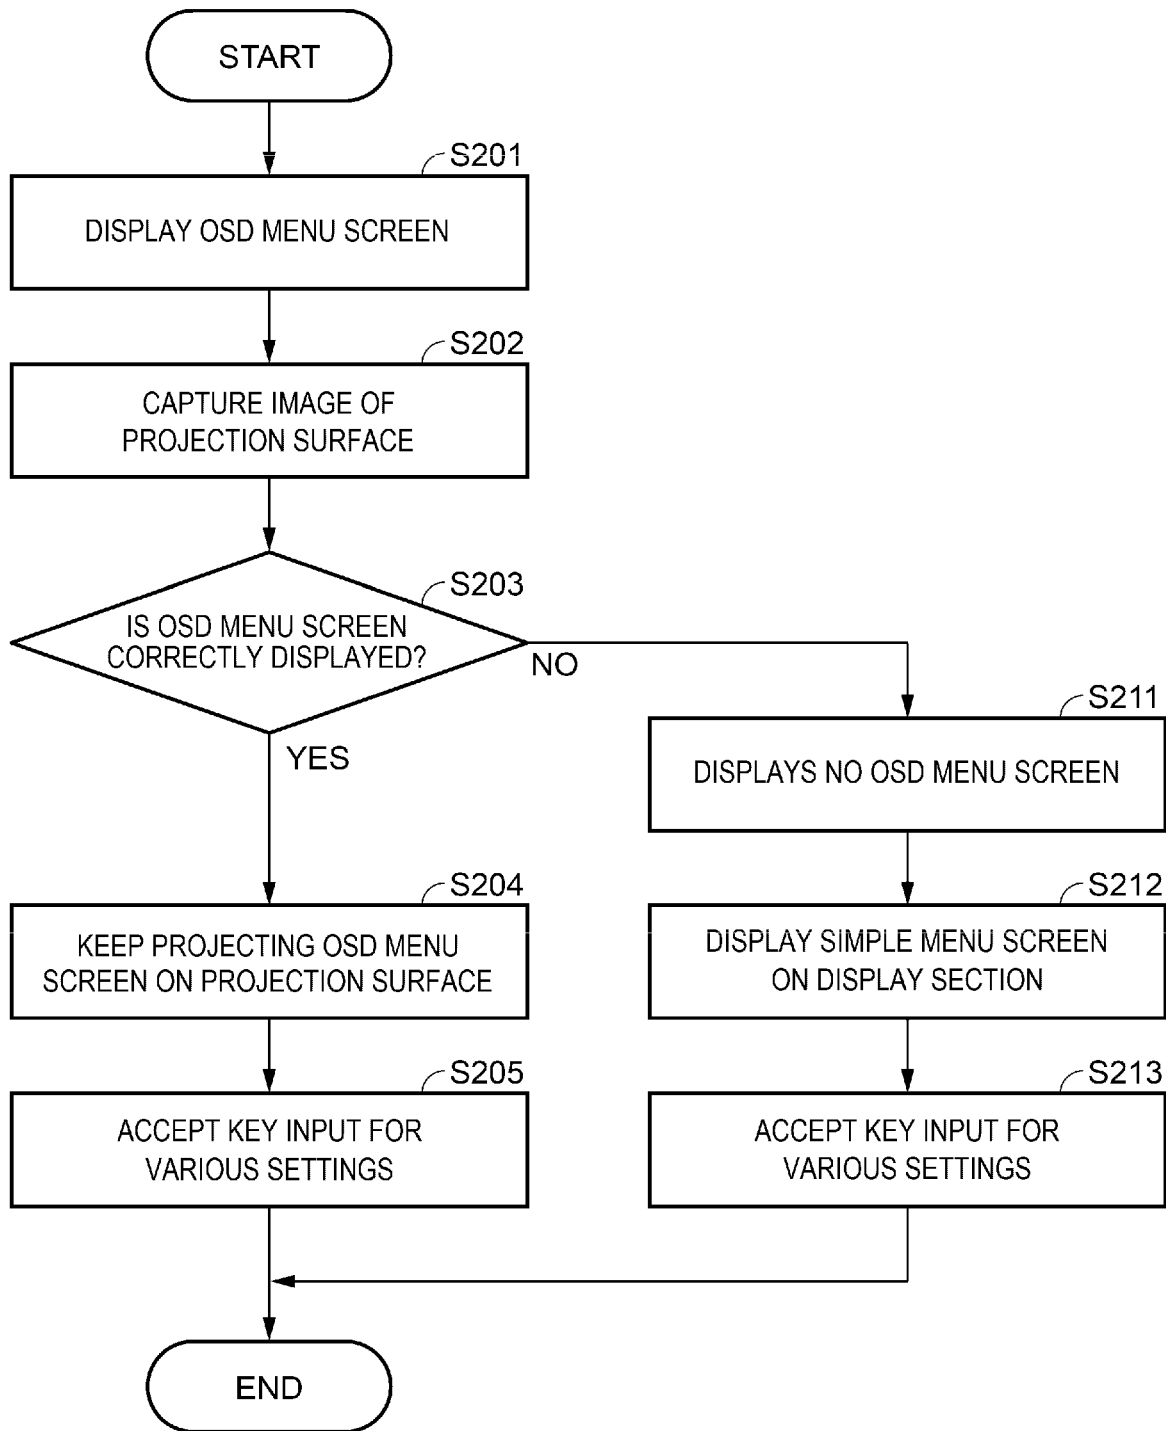 START
S201
DISPLAY OSD MENU SCREEN
S202
CAPTURE IMAGE OF
PROJECTION SURFACE
S203
IS OSD MENU SCREEN
CORRECTLY DISPLAYED?
NO
YES
S211
DISPLAYS NO OSD MENU SCREEN
S204
KEEP PROJECTING OSD MENU
SCREEN ON PROJECTION SURFACE
S212
DISPLAY SIMPLE MENU SCREEN
ON DISPLAY SECTION
S205
ACCEPT KEY INPUT FOR
VARIOUS SETTINGS
S213
ACCEPT KEY INPUT FOR
VARIOUS SETTINGS
END